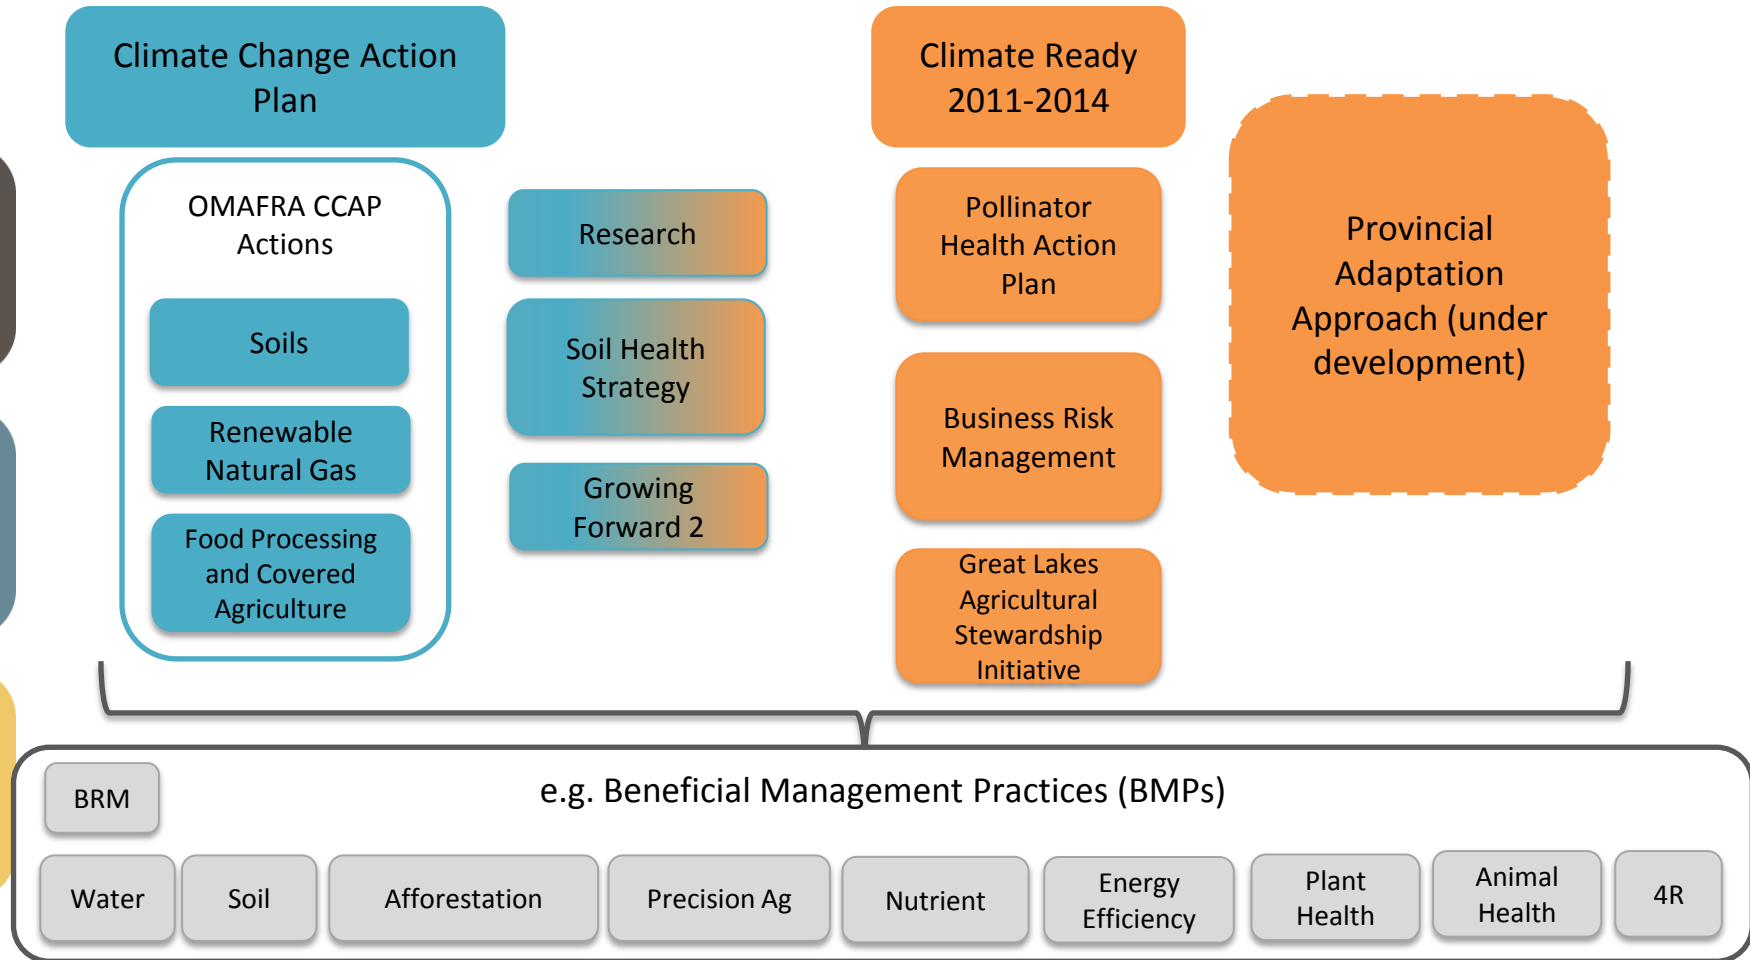 Climate Change Action
Plan
OMAFRA CCAP
Actions
Soils
Renewable
Natural Gas
Food Processing
and Covered
Agriculture
Research
Soil Health
Strategy
Growing
Forward 2
Climate Ready
2011-2014
Pollinator
Health Action
Plan
Business Risk
Management
Great Lakes
Agricultural
Stewardship
Initiative
Provincial
Adaptation
Approach (under
development)
e.g. Beneficial Management Practices (BMPs)
BRM
Water
Soil
Afforestation
Precision Ag
Nutrient
Energy
Efficiency
Plant
Health
Animal
Health
4R